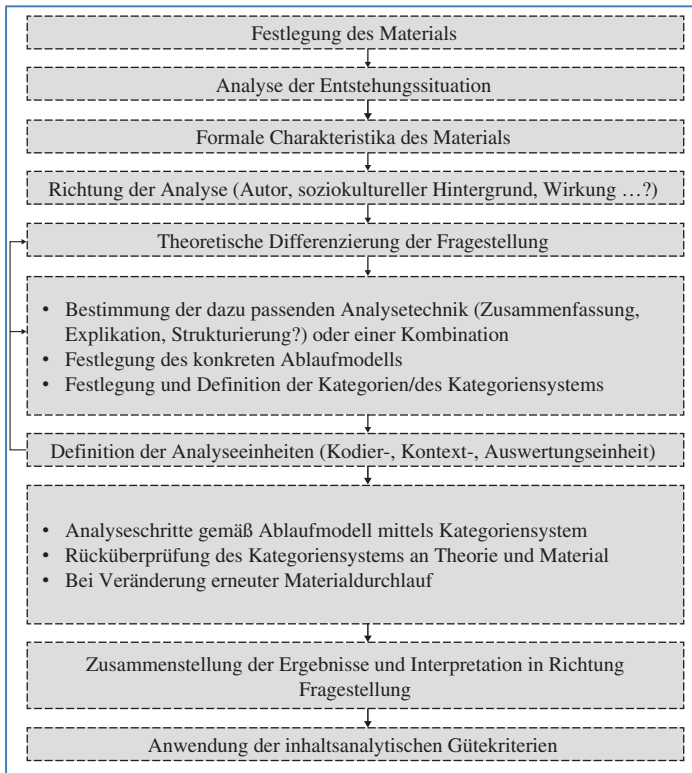 Festlegung des Materials
Analyse der Entstehungssituation
Formale Charakteristika des Materials
Richtung der Analyse (Autor, soziokultureller Hintergrund, Wirkung …?)
Theoretische Differenzierung der Fragestellung
• Bestimmung der dazu passenden Analysetechnik (Zusammenfassung,
Explikation, Strukturierung?) oder einer Kombination
• Festlegung des konkreten Ablaufmodells
• Festlegung und Definition der Kategorien/des Kategoriensystems
Definition der Analyseeinheiten (Kodier-, Kontext-, Auswertungseinheit)
• Analyseschritte gemäß Ablaufmodell mittels Kategoriensystem
• Rücküberprüfung des Kategoriensystems an Theorie und Material
• Bei Veränderung erneuter Materialdurchlauf
Zusammenstellung der Ergebnisse und Interpretation in Richtung
Fragestellung
Anwendung der inhaltsanalytischen Gütekriterien